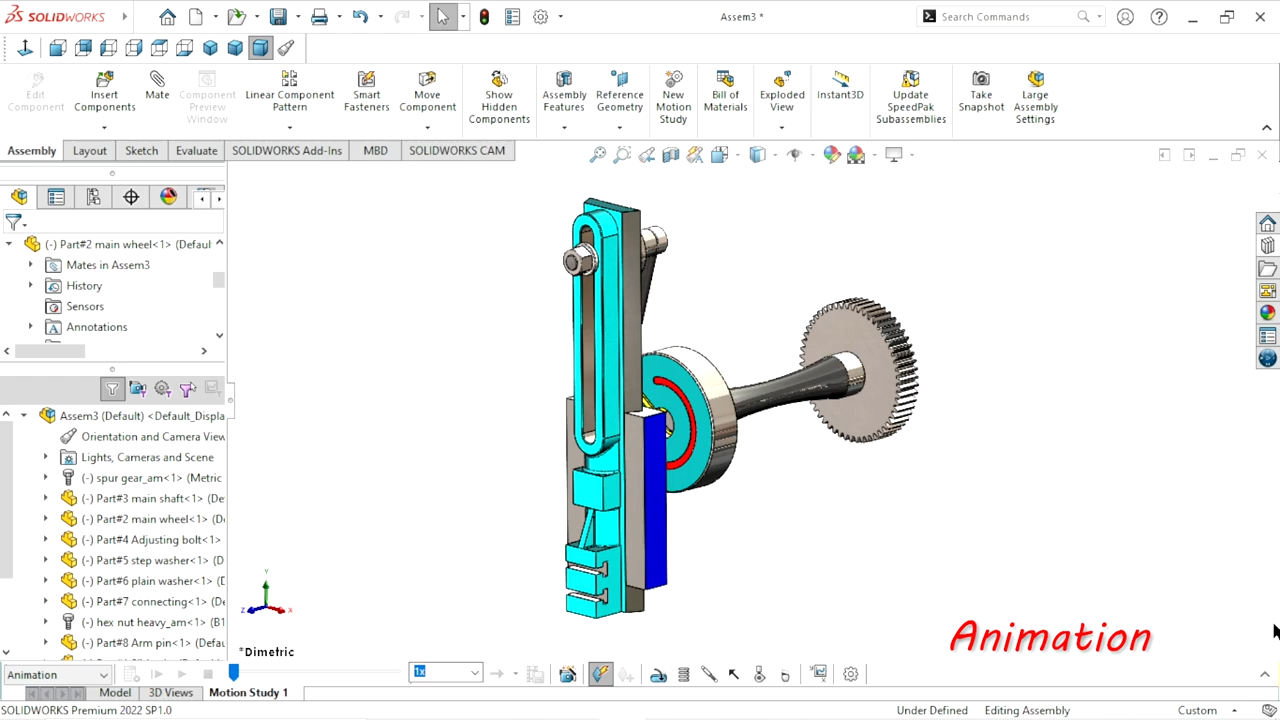 SOLIDWORKS
Assem3 *
Search Commands
Edit Component
Insert Components
Mate
Component Preview Window
Linear Component Pattern
Smart Fasteners
Move Component
Show Hidden Components
Assembly Features
Reference Geometry
New Motion Study
Bill of Materials
Exploded View
Instant3D
Update SpeedPak Subassemblies
Take Snapshot
Large Assembly Settings
Assembly
Layout
Sketch
Evaluate
SOLIDWORKS Add-Ins
MBD
SOLIDWORKS CAM
(-) Part#2 main wheel<1> (Defaul
Mates in Assem3
History
Sensors
Annotations
Assem3 (Default) <Default_Displa
Orientation and Camera View
Lights, Cameras and Scene
(-) spur gear_am<1> (Metric
(-) Part#3 main shaft<1> (De
(-) Part#2 main wheel<1> (D
(-) Part#4 Adjusting bolt<1>
(-) Part#5 step washer<1> (
(-) Part#6 plain washer<1> (
(-) Part#7 connecting<1> (D
(-) hex nut heavy_am<1> (B1
(-) Part#8 Arm pin<1> (Defau
Y
Z
X
*Dimetric
Animation
Animation
1x
Model
3D Views
Motion Study 1
SOLIDWORKS Premium 2022 SP1.0
Under Defined
Editing Assembly
Custom